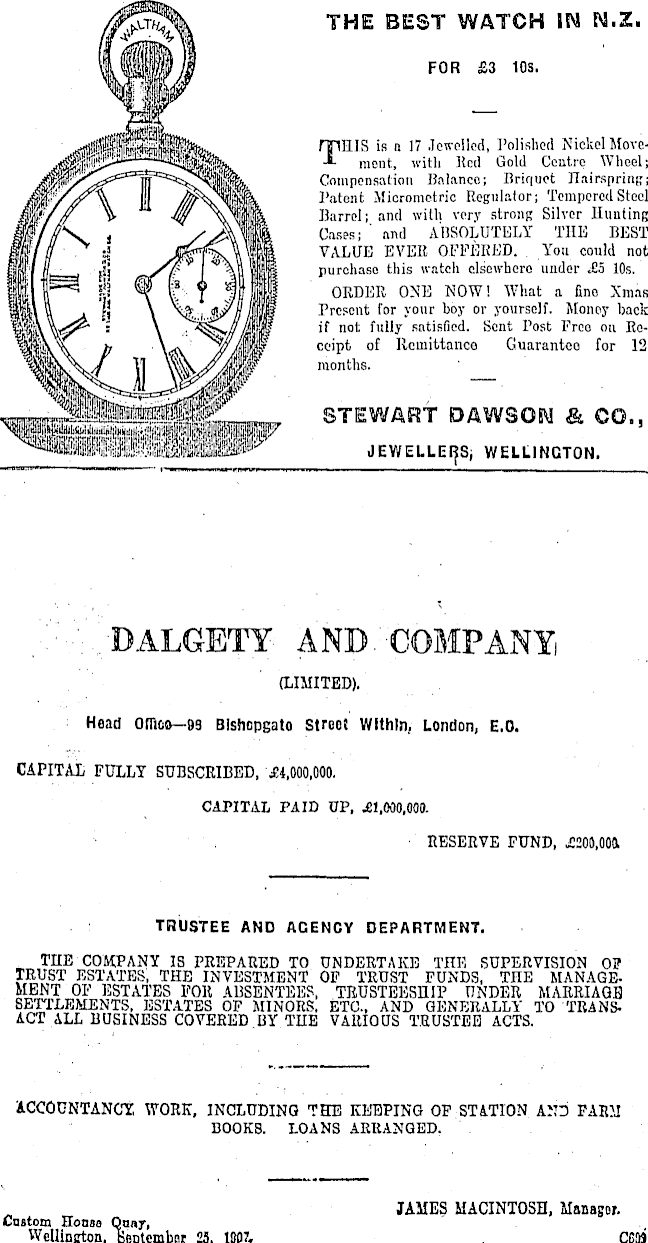 WALTHAM
THE BEST WATCH IN N.Z.
FOR £3 10s.
THIS is a 17 Jewelled, Polished Nickel Move-
ment, with Red Gold Centre Wheel;
Compensation Balance; Briquet Hairspring;
Patent Micrometric Regulator; Tempered Steel
Barrel; and with very strong Silver Hunting
Cases; and ABSOLUTELY THE BEST
VALUE EVER OFFERED. You could not
purchase this watch elsewhere under £5 10s.
ORDER ONE NOW! What a fine Xmas
Present for your boy or yourself. Money back
if not fully satisfied. Sent Post Free on Re-
ceipt of Remittance Guarantee for 12
months.
STEWART DAWSON & CO.,
JEWELLERS, WELLINGTON.
DALGETY AND COMPANY
(LIMITED).
Head Office—96 Bishopgate Street Within, London, E.C.
CAPITAL FULLY SUBSCRIBED, £4,000,000.
CAPITAL PAID UP, £1,000,000.
RESERVE FUND, £200,000.
TRUSTEE AND AGENCY DEPARTMENT.
THE COMPANY IS PREPARED TO UNDERTAKE THE SUPERVISION OF
TRUST ESTATES, THE INVESTMENT OF TRUST FUNDS, THE MANAGE-
MENT OF ESTATES FOR ABSENTEES, TRUSTEESHIP UNDER MARRIAGE
SETTLEMENTS, ESTATES OF MINORS, ETC., AND GENERALLY TO TRANS-
ACT ALL BUSINESS COVERED BY THE VARIOUS TRUSTEE ACTS.
ACCOUNTANCY WORK, INCLUDING THE KEEPING OF STATION AND FARM
BOOKS. LOANS ARRANGED.
JAMES MACINTOSH, Manager.
Custom House Quay,
Wellington, September 25, 1907.